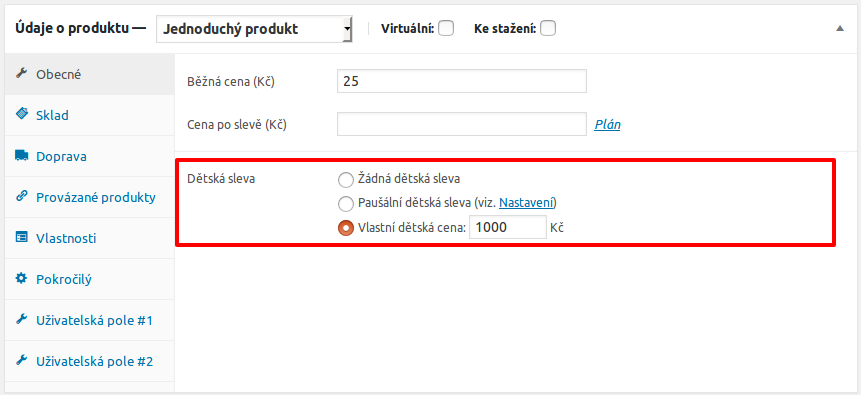 Údaje o produktu — Jednoduchý produkt Virtuální: Ke stažení:
Obecné
Sklad
Doprava
Provázané produkty
Vlastnosti
Pokročilý
Uživatelská pole #1
Uživatelská pole #2
Běžná cena (Kč) 25
Cena po slevě (Kč) Plán
Dětská sleva
Žádná dětská sleva
Paušální dětská sleva (viz. Nastavení)
Vlastní dětská cena: 1000 Kč